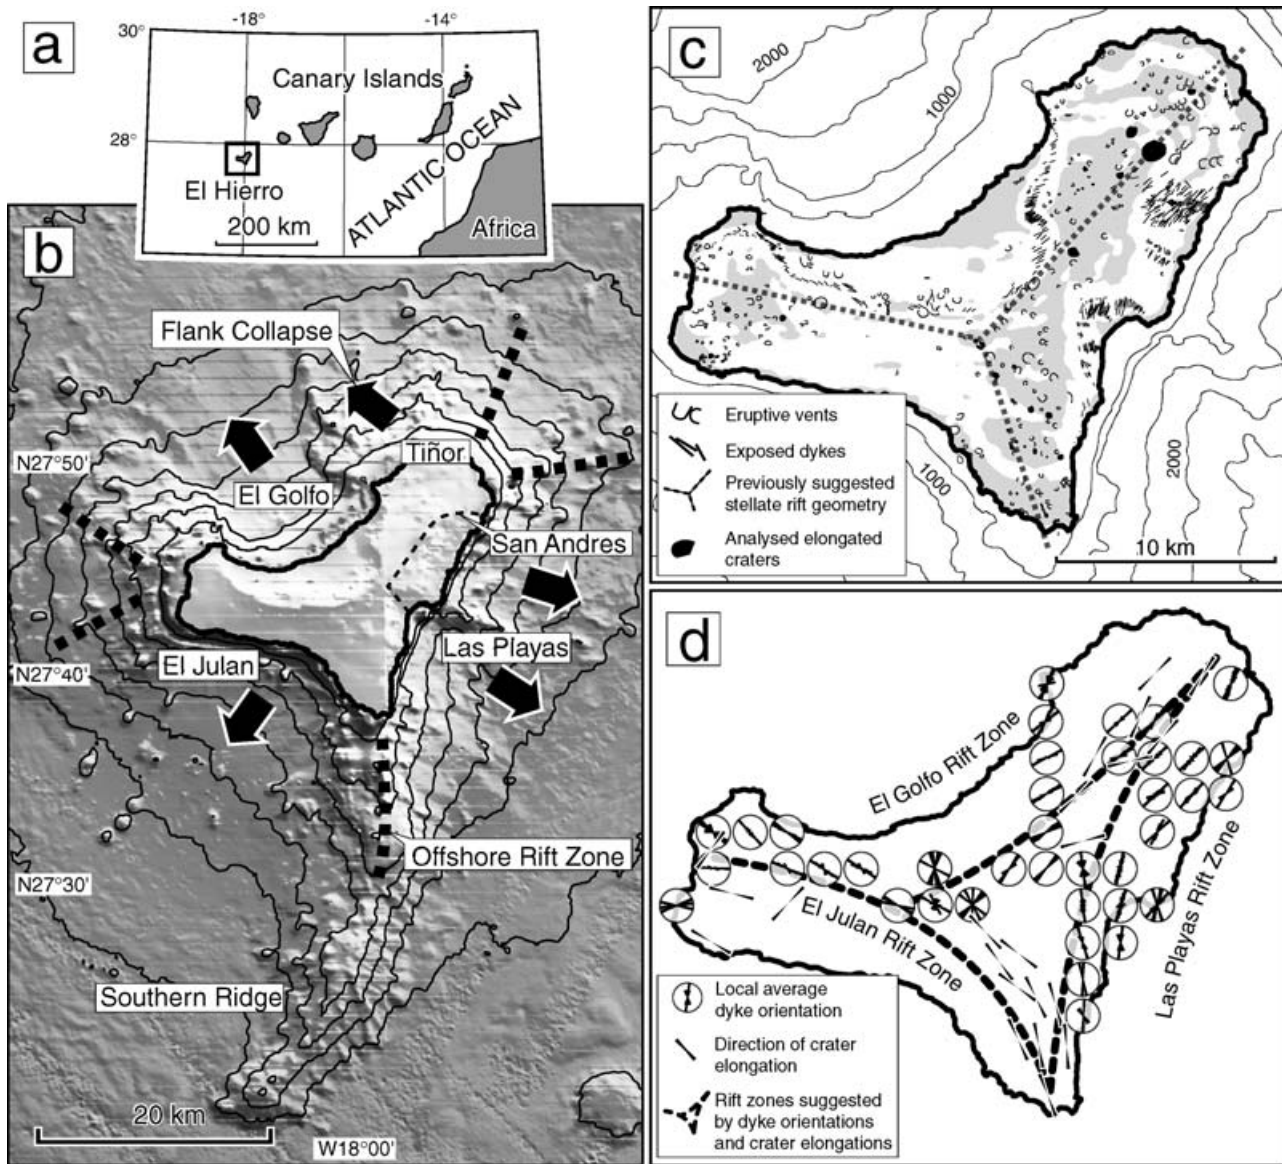 a
-18°
-14°
30°
28°
Canary Islands
ATLANTIC OCEAN
El Hierro
200 km
Africa
b
Flank Collapse
Tiñor
N27°50'
El Golfo
San Andres
Las Playas
El Julan
N27°40'
Offshore Rift Zone
N27°30'
Southern Ridge
20 km
W18°00'
c
2000
1000
1000
2000
Eruptive vents
Exposed dykes
Previously suggested
stellate rift geometry
Analysed elongated
craters
10 km
d
El Golfo Rift Zone
El Julan Rift Zone
Las Playas Rift Zone
Local average
dyke orientation
Direction of crater
elongation
Rift zones suggested
by dyke orientations
and crater elongations